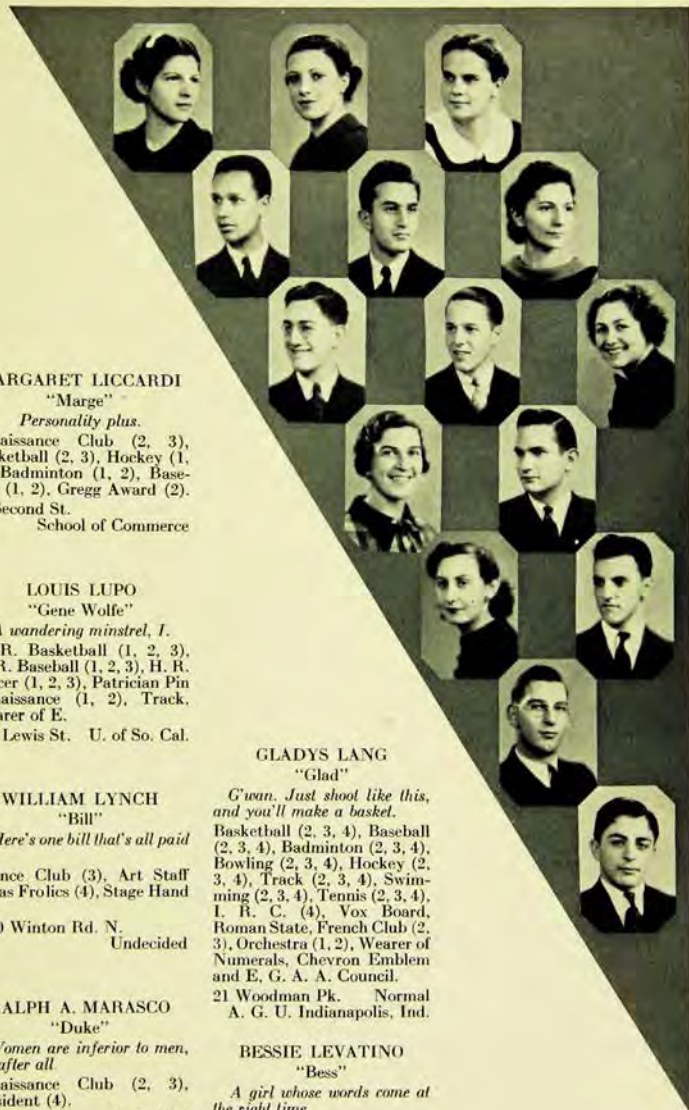 ARGARET LICCARDI
"Marge"
Personality plus.
aissance Club (2, 3),
ketball (2, 3), Hockey (1,
Badminton (1, 2), Base-
(1, 2), Gregg Award (2).
econd St.
School of Commerce
LOUIS LUPO
"Gene Wolfe"
wandering minstrel, I.
R. Basketball (1, 2, 3),
R. Baseball (1, 2, 3), H. R.
cer (1, 2, 3), Patrician Pin
aissance (1, 2), Track,
arer of E.
Lewis St. U. of So. Cal.
WILLIAM LYNCH
"Bill"
Here's one bill that's all paid
nce Club (3), Art Staff
as Frolics (4), Stage Hand
0 Winton Rd. N.
Undecided
ALPH A. MARASCO
"Duke"
Women are inferior to men,
after all
aissance Club (2, 3),
sident (4).
GLADYS LANG
"Glad"
G'wan. Just shoot like this,
and you'll make a basket.
Basketball (2, 3, 4), Baseball
(2, 3, 4), Badminton (2, 3, 4),
Bowling (2, 3, 4), Hockey (2,
3, 4), Track (2, 3, 4), Swim-
ming (2, 3, 4), Tennis (2, 3, 4),
I. R. C. (4), Vox Board,
Roman State, French Club (2,
3), Orchestra (1, 2), Wearer of
Numerals, Chevron Emblem
and E, G. A. A. Council.
21 Woodman Pk. Normal
A. G. U. Indianapolis, Ind.
BESSIE LEVATINO
"Bess"
A girl whose words come at
the right time